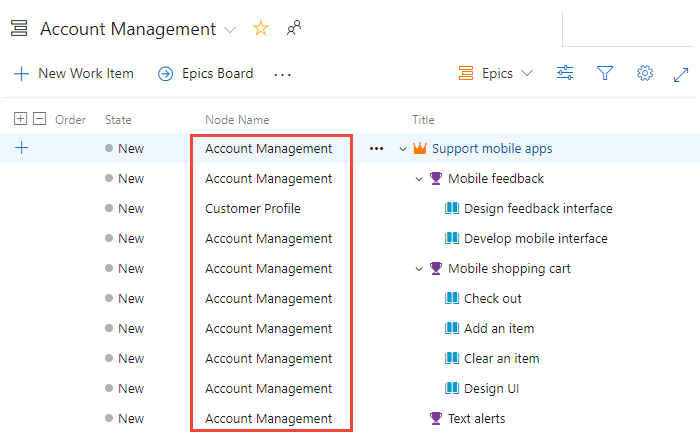 Account Management
New Work Item Epics Board ... Epics
Order State Node Name Title
New Account Management ... Support mobile apps
New Account Management Mobile feedback
New Customer Profile Design feedback interface
New Account Management Develop mobile interface
New Account Management Mobile shopping cart
New Account Management Check out
New Account Management Add an item
New Account Management Clear an item
New Account Management Design UI
New Account Management Text alerts